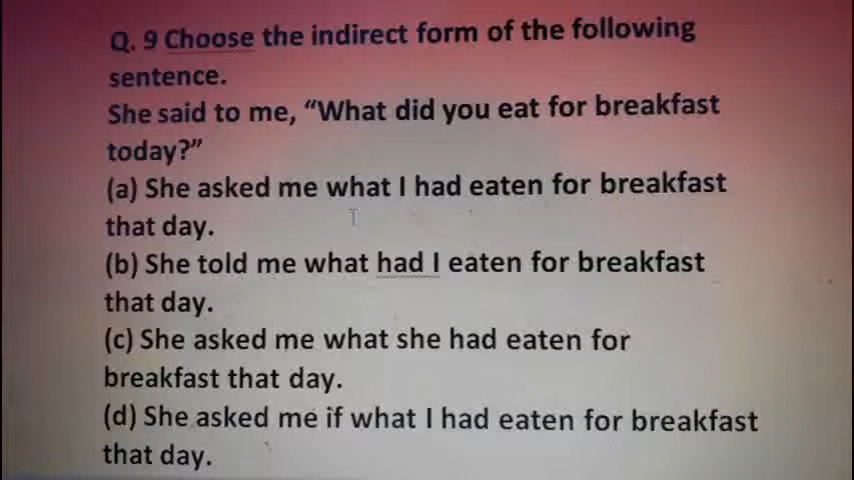 Q. 9 Choose the indirect form of the following
sentence.
She said to me, “What did you eat for breakfast
today?”
(a) She asked me what I had eaten for breakfast
that day.
(b) She told me what had I eaten for breakfast
that day.
(c) She asked me what she had eaten for
breakfast that day.
(d) She asked me if what I had eaten for breakfast
that day.